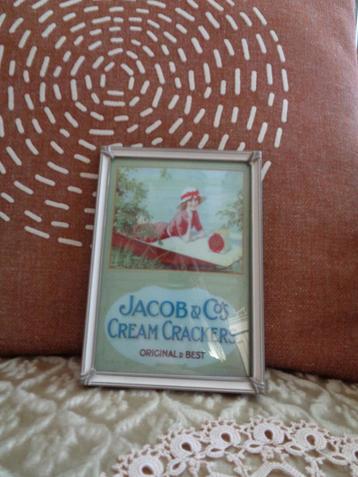 JACOB & CO'S
CREAM CRACKERS
ORIGINAL & BEST